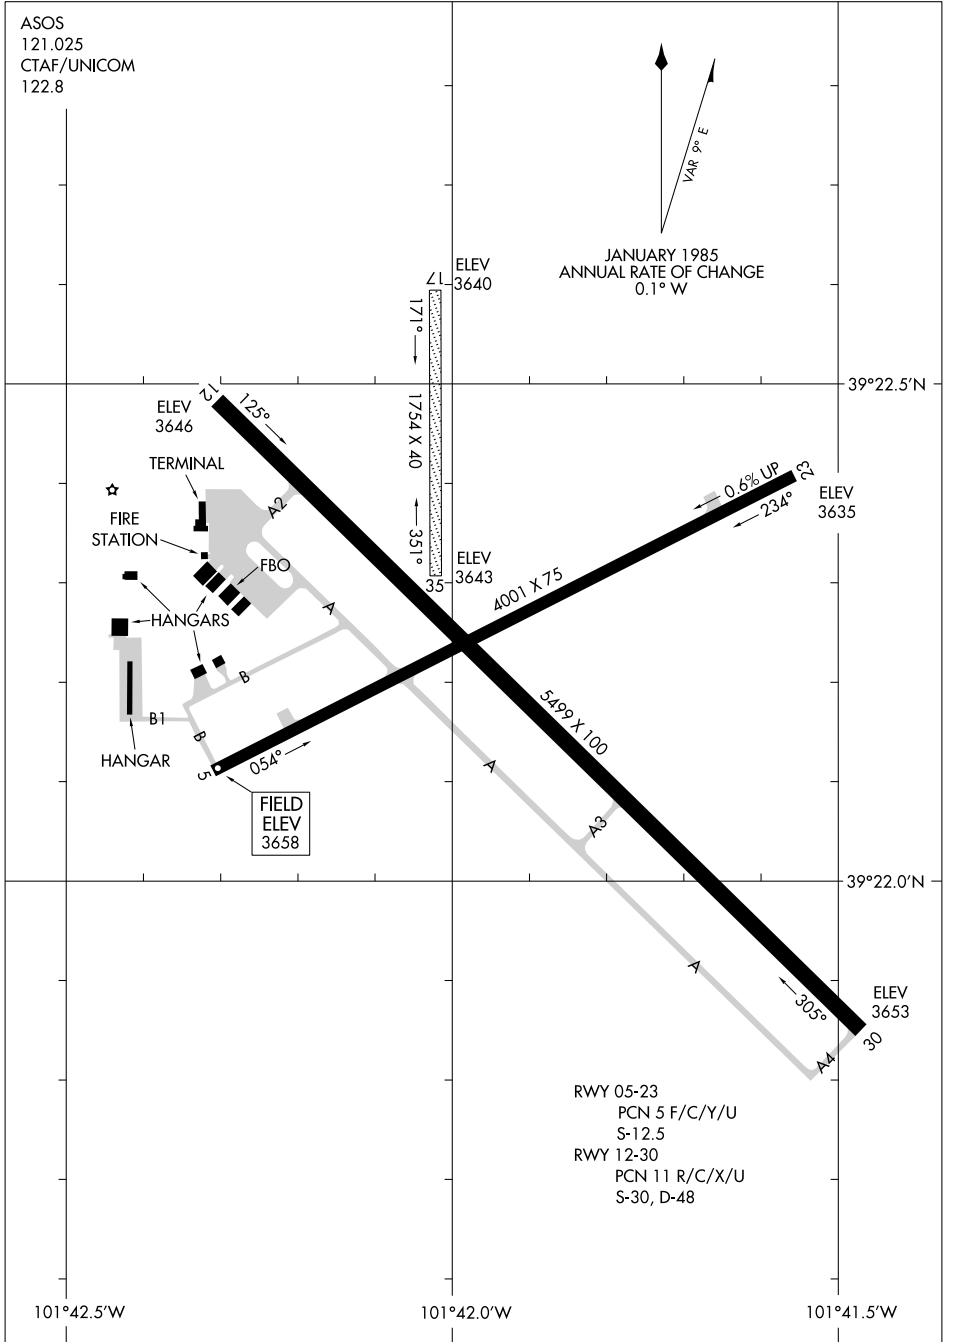 ASOS
121.025
CTAF/UNICOM
122.8
VAR 9° E
JANUARY 1985
ANNUAL RATE OF CHANGE
0.1° W
ELEV
3640
17
171°
1754 X 40
351°
35
ELEV
3643
39°22.5'N
12
125°
ELEV
3646
TERMINAL
A2
FIRE
STATION
FBO
HANGARS
A
B
B1
B
HANGAR
5
054°
FIELD
ELEV
3658
4001 X 75
0.6% UP
234°
23
ELEV
3635
5499 X 100
A
A3
39°22.0'N
A
305°
ELEV
3653
30
A4
RWY 05-23
PCN 5 F/C/Y/U
S-12.5
RWY 12-30
PCN 11 R/C/X/U
S-30, D-48
101°42.5'W
101°42.0'W
101°41.5'W